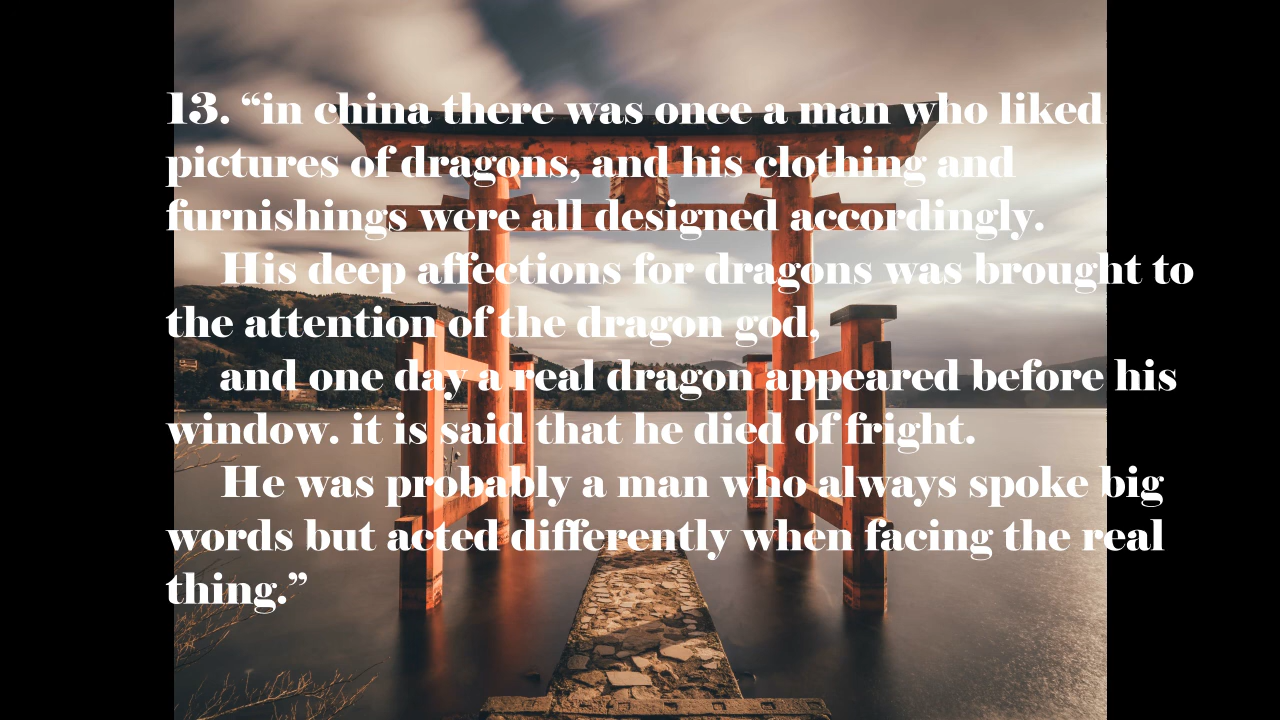 13. “in china there was once a man who liked
pictures of dragons, and his clothing and
furnishings were all designed accordingly.
His deep affections for dragons was brought to
the attention of the dragon god,
and one day a real dragon appeared before his
window. it is said that he died of fright.
He was probably a man who always spoke big
words but acted differently when facing the real
thing.”